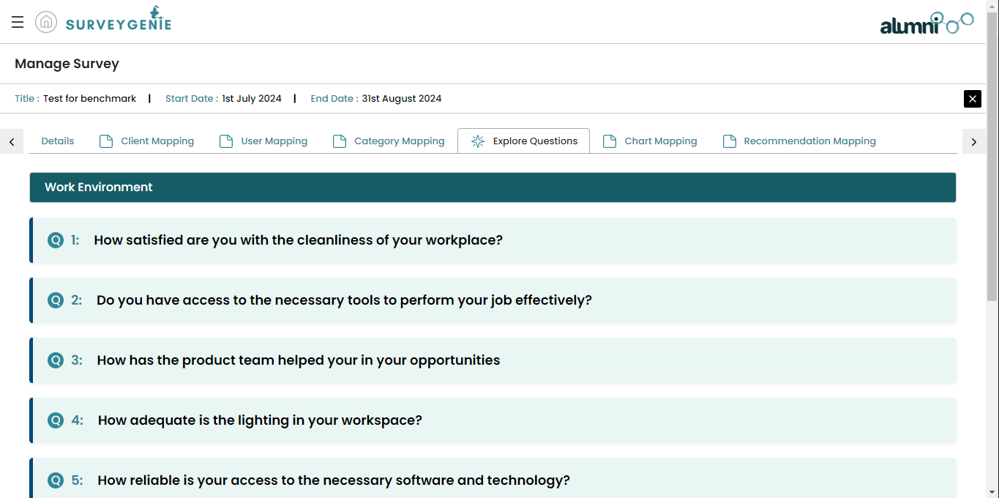 SURVEYGENIE
alumni
Manage Survey
Title : Test for benchmark | Start Date : 1st July 2024 | End Date : 31st August 2024
Details Client Mapping User Mapping Category Mapping Explore Questions Chart Mapping Recommendation Mapping
Work Environment
Q 1: How satisfied are you with the cleanliness of your workplace?
Q 2: Do you have access to the necessary tools to perform your job effectively?
Q 3: How has the product team helped your in your opportunities
Q 4: How adequate is the lighting in your workspace?
Q 5: How reliable is your access to the necessary software and technology?